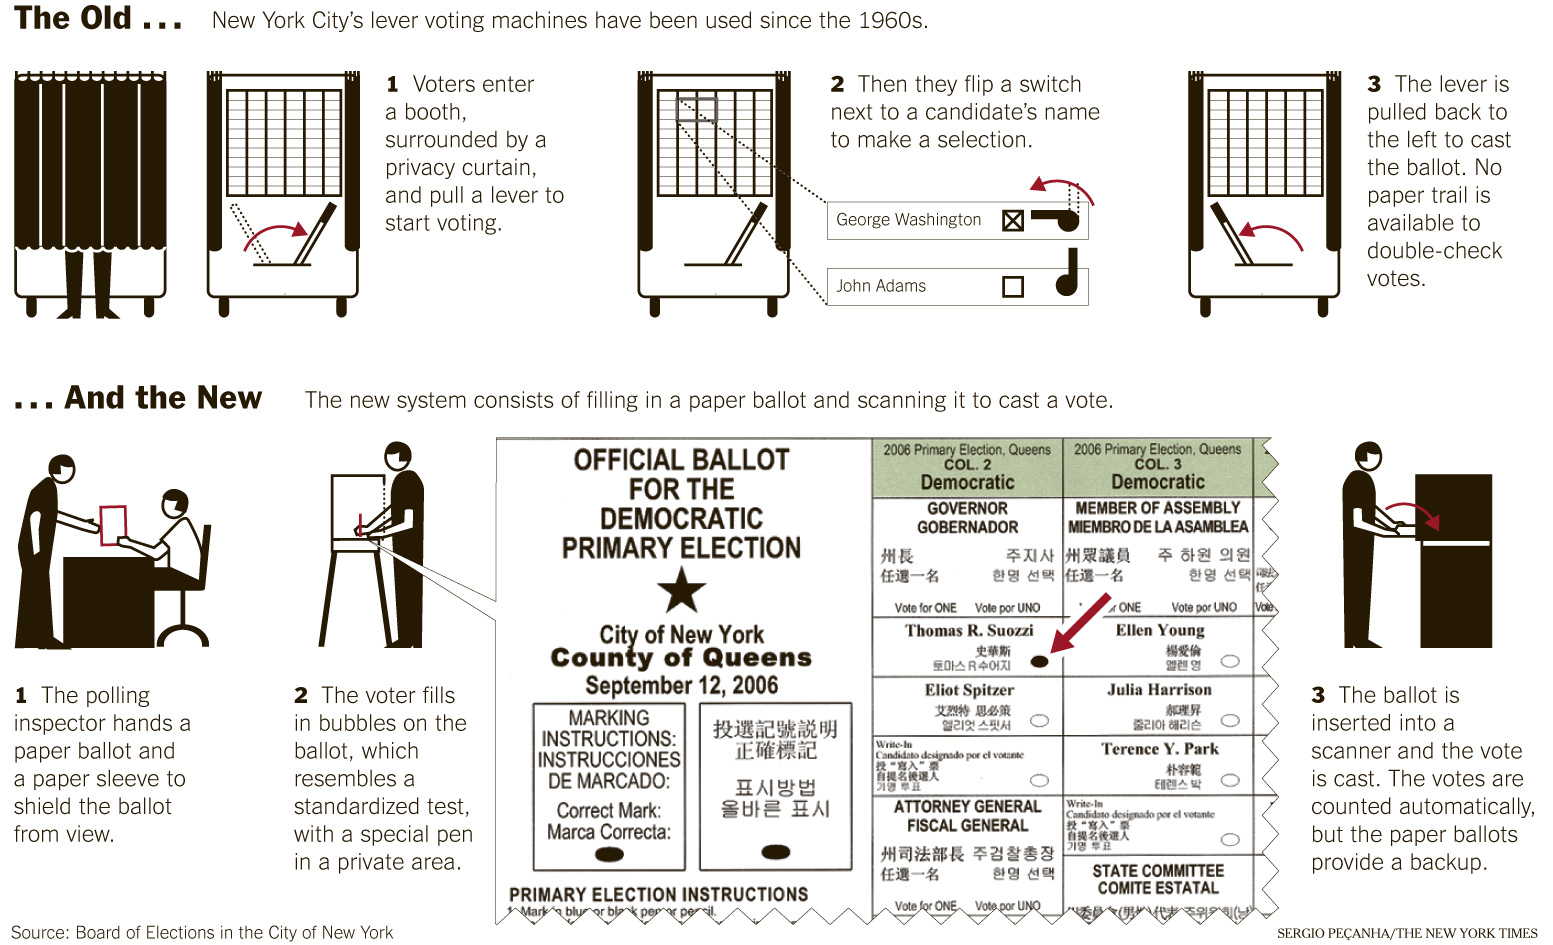 The Old . . .
New York City's lever voting machines have been used since the 1960s.
1 Voters enter
a booth,
surrounded by a
privacy curtain,
and pull a lever to
start voting.
2 Then they flip a switch
next to a candidate's name
to make a selection.
George Washington
John Adams
3 The lever is
pulled back to
the left to cast
the ballot. No
paper trail is
available to
double-check
votes.
. . . And the New
The new system consists of filling in a paper ballot and scanning it to cast a vote.
1 The polling
inspector hands a
paper ballot and
a paper sleeve to
shield the ballot
from view.
2 The voter fills
in bubbles on the
ballot, which
resembles a
standardized test,
with a special pen
in a private area.
OFFICIAL BALLOT
FOR THE
DEMOCRATIC
PRIMARY ELECTION
City of New York
County of Queens
September 12, 2006
MARKING
INSTRUCTIONS:
INSTRUCCIONES
DE MARCADO:
Correct Mark:
Marca Correcta:
投選記號説明
正確標記
표시방법
올바른 표시
PRIMARY ELECTION INSTRUCTIONS
1. Mark in blue or black pen or pencil.
2006 Primary Election, Queens
COL. 2
Democratic
GOVERNOR
GOBERNADOR
州長 주지사
任選一名 한명 선택
Vote for ONE Vote por UNO
Thomas R. Suozzi
史華斯
토마스 R 수어지
Eliot Spitzer
艾烈特 思必策
엘리엇 스핏서
Write-In
Candidato designado por el votante
投 “寫入” 票
自提名後選人
기명 투표
ATTORNEY GENERAL
FISCAL GENERAL
州司法部長 주검찰총장
任選一名 한명 선택
Vote for ONE Vote por UNO
2006 Primary Election, Queens
COL. 3
Democratic
MEMBER OF ASSEMBLY
MIEMBRO DE LA ASAMBLEA
州眾議員 주 하원 의원
任選一名 한명 선택
or ONE Vote por UNO
Ellen Young
楊愛倫
엘렌 영
Julia Harrison
郝理昇
줄리아 해리슨
Terence Y. Park
朴容範
테렌스 박
Write-In
Candidato designado por el votante
投 “寫入” 票
自提名後選人
기명 투표
STATE COMMITTEE
COMITE ESTATAL
Vote
3 The ballot is
inserted into a
scanner and the vote
is cast. The votes are
counted automatically,
but the paper ballots
provide a backup.
Source: Board of Elections in the City of New York
SERGIO PEÇANHA/THE NEW YORK TIMES